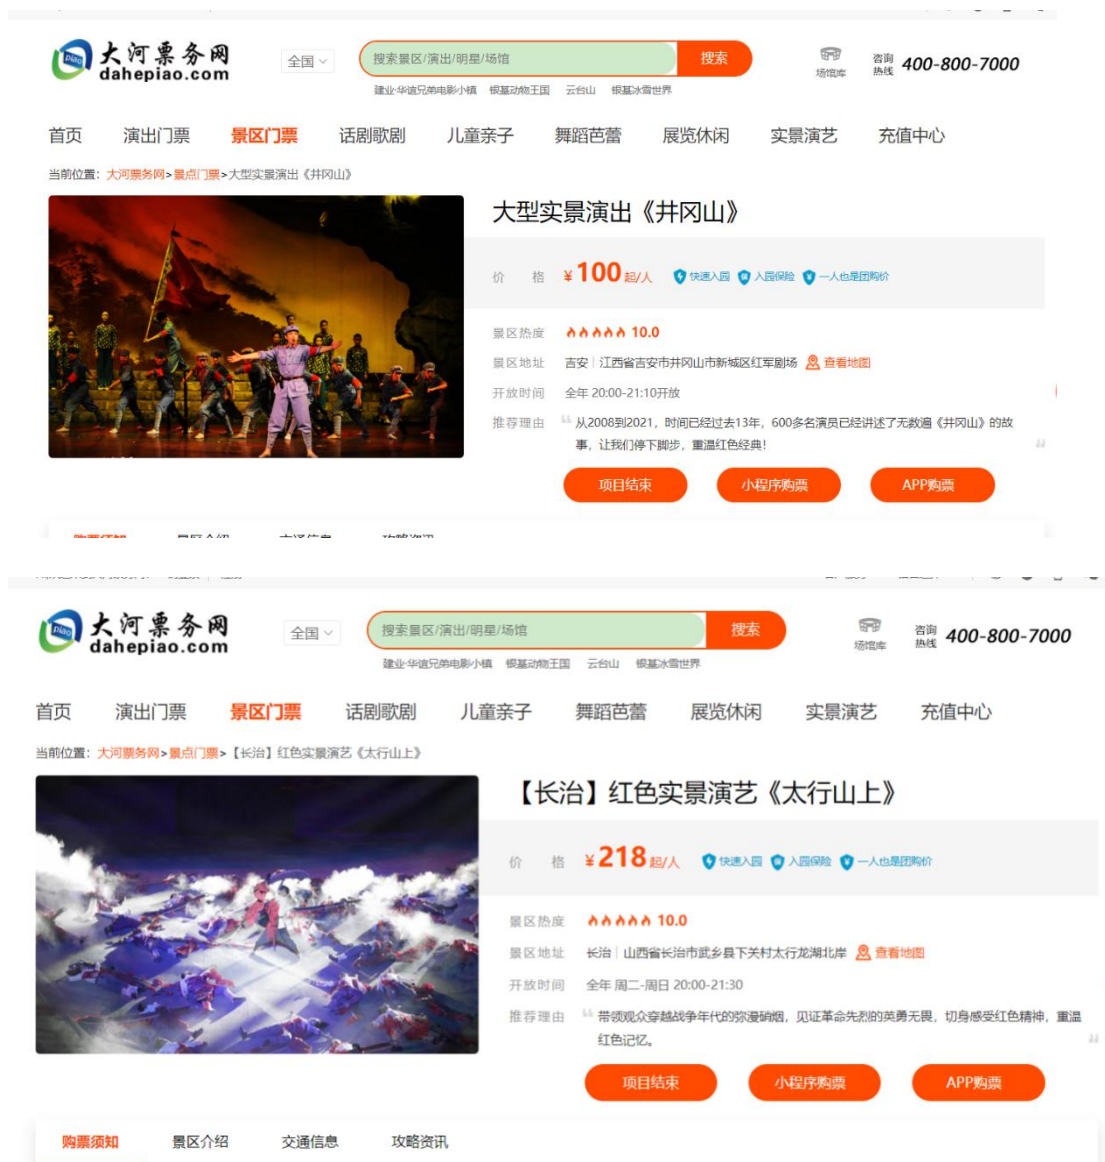 大河票务网
dahepiao.com
全国
搜索景区/演出/明星/场馆
搜索
场馆库
咨询热线 400-800-7000
建业·华谊兄弟电影小镇 银基动物王国 云台山 银基冰雪世界
首页 演出门票 景区门票 话剧歌剧 儿童亲子 舞蹈芭蕾 展览休闲 实景演艺 充值中心
当前位置：大河票务网>景点门票>大型实景演出《井冈山》
大型实景演出《井冈山》
价 格 ¥100起/人 快速入园 入园保险 一人也是团购价
景区热度 10.0
景区地址 吉安 | 江西省吉安市井冈山市新城区红军剧场 查看地图
开放时间 全年 20:00-21:10开放
推荐理由 “ 从2008到2021，时间已经过去13年，600多名演员已经讲述了无数遍《井冈山》的故
事，让我们停下脚步，重温红色经典！ ”
项目结束 小程序购票 APP购票
购票须知 景区介绍 交通信息 攻略资讯
大河票务网
dahepiao.com
全国
搜索景区/演出/明星/场馆
搜索
场馆库
咨询热线 400-800-7000
建业·华谊兄弟电影小镇 银基动物王国 云台山 银基冰雪世界
首页 演出门票 景区门票 话剧歌剧 儿童亲子 舞蹈芭蕾 展览休闲 实景演艺 充值中心
当前位置：大河票务网>景点门票>【长治】红色实景演艺《太行山上》
【长治】红色实景演艺《太行山上》
价 格 ¥218起/人 快速入园 入园保险 一人也是团购价
景区热度 10.0
景区地址 长治 | 山西省长治市武乡县下关村太行龙湖北岸 查看地图
开放时间 全年 周二-周日 20:00-21:30
推荐理由 “ 带领观众穿越战争年代的弥漫硝烟，见证革命先烈的英勇无畏，切身感受红色精神，重温
红色记忆。 ”
项目结束 小程序购票 APP购票
购票须知 景区介绍 交通信息 攻略资讯